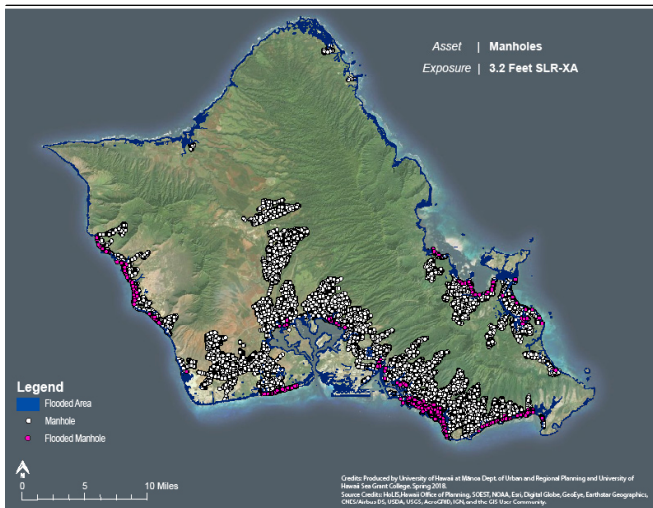 Asset | Manholes
Exposure | 3.2 Feet SLR-XA
Legend
Flooded Area
Manhole
Flooded Manhole
N
0 5 10 Miles
Credits: Produced by University of Hawaii at Mānoa Dept. of Urban and Regional Planning and University of
Hawaii Sea Grant College. Spring 2018.
Source Credits: HoLIS,Hawaii Office of Planning, SOEST, NOAA, Esri, Digital Globe, GeoEye, Earthstar Geographics,
CNES/Airbus DS, USDA, USGS, AeroGRID, IGN, and the GIS User Community.